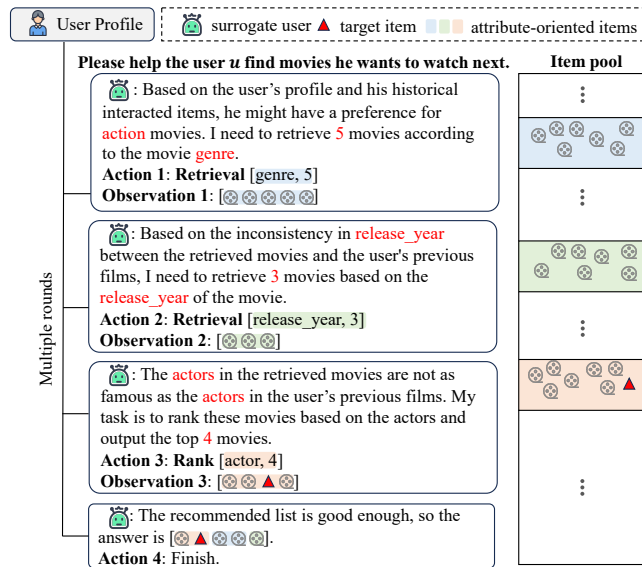 User Profile
surrogate user target item attribute-oriented items
Please help the user u find movies he wants to watch next.
Item pool
: Based on the user's profile and his historical
interacted items, he might have a preference for
action movies. I need to retrieve 5 movies according
to the movie genre.
Action 1: Retrieval [genre, 5]
Observation 1: [ ]
: Based on the inconsistency in release_year
between the retrieved movies and the user's previous
films, I need to retrieve 3 movies based on the
release_year of the movie.
Action 2: Retrieval [release_year, 3]
Observation 2: [ ]
: The actors in the retrieved movies are not as
famous as the actors in the user's previous films. My
task is to rank these movies based on the actors and
output the top 4 movies.
Action 3: Rank [actor, 4]
Observation 3: [ ]
: The recommended list is good enough, so the
answer is [ ].
Action 4: Finish.
Multiple rounds